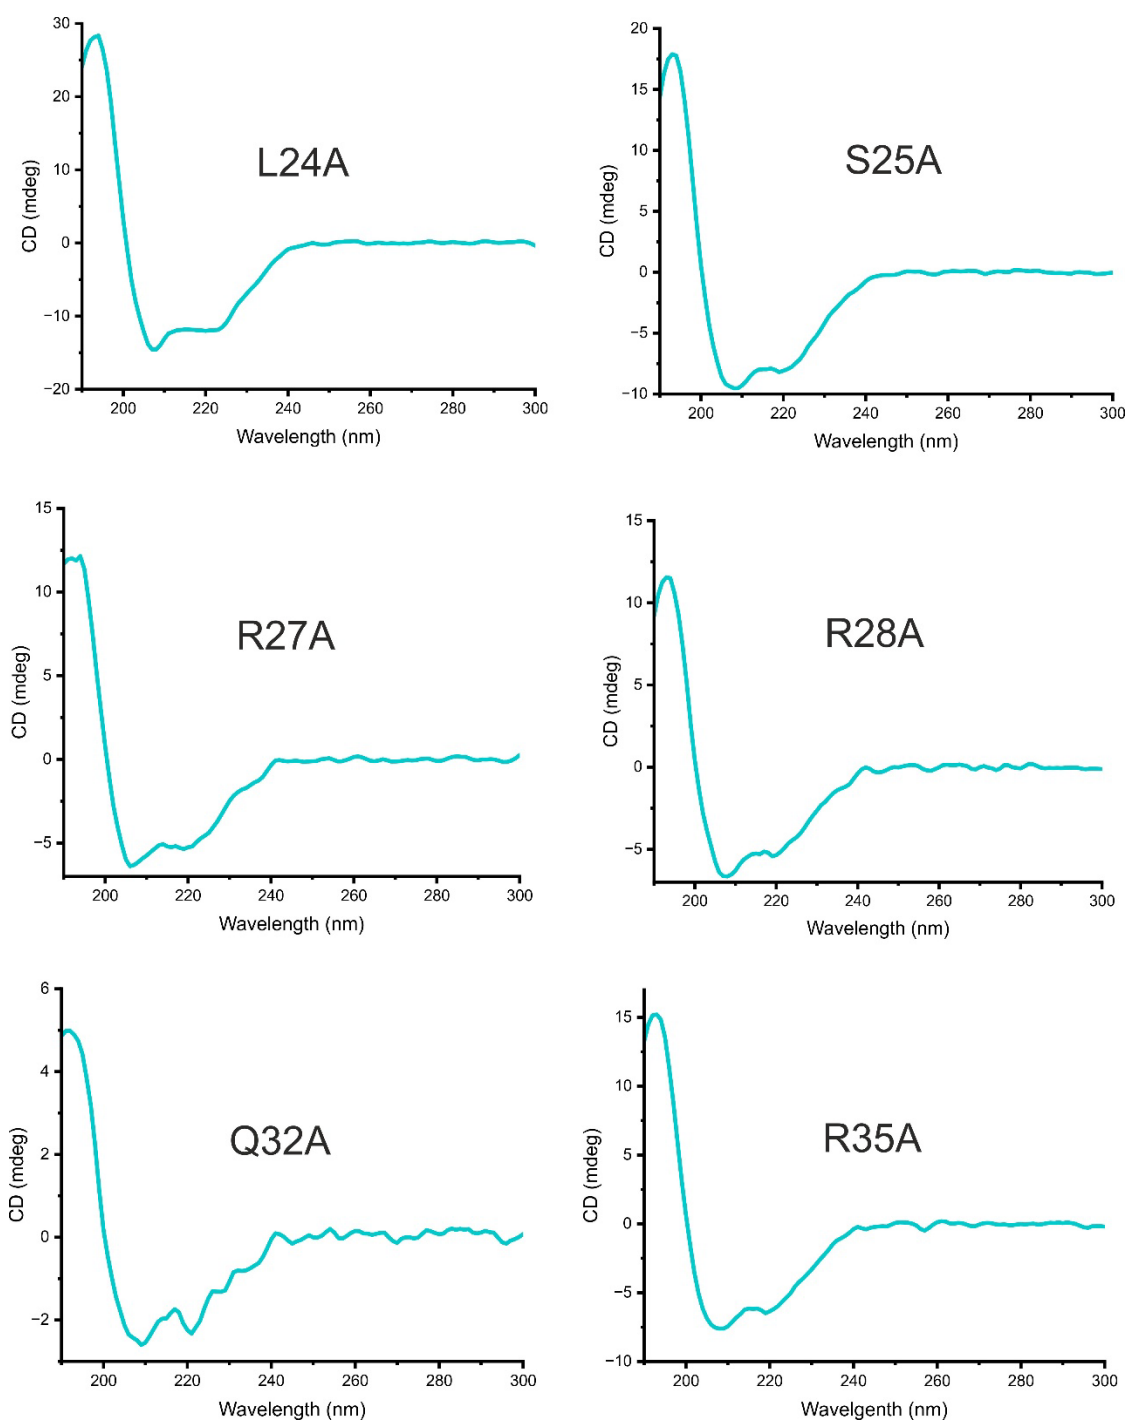 L24A
CD (mdeg)
30
20
10
0
−10
−20
200 220 240 260 280 300
Wavelength (nm)
S25A
CD (mdeg)
20
15
10
5
0
−5
−10
200 220 240 260 280 300
Wavelength (nm)
R27A
CD (mdeg)
15
10
5
0
−5
200 220 240 260 280 300
Wavelength (nm)
R28A
CD (mdeg)
15
10
5
0
−5
200 220 240 260 280 300
Wavelength (nm)
Q32A
CD (mdeg)
6
4
2
0
−2
200 220 240 260 280 300
Wavelength (nm)
R35A
CD (mdeg)
15
10
5
0
−5
−10
200 220 240 260 280 300
Wavelgenth (nm)